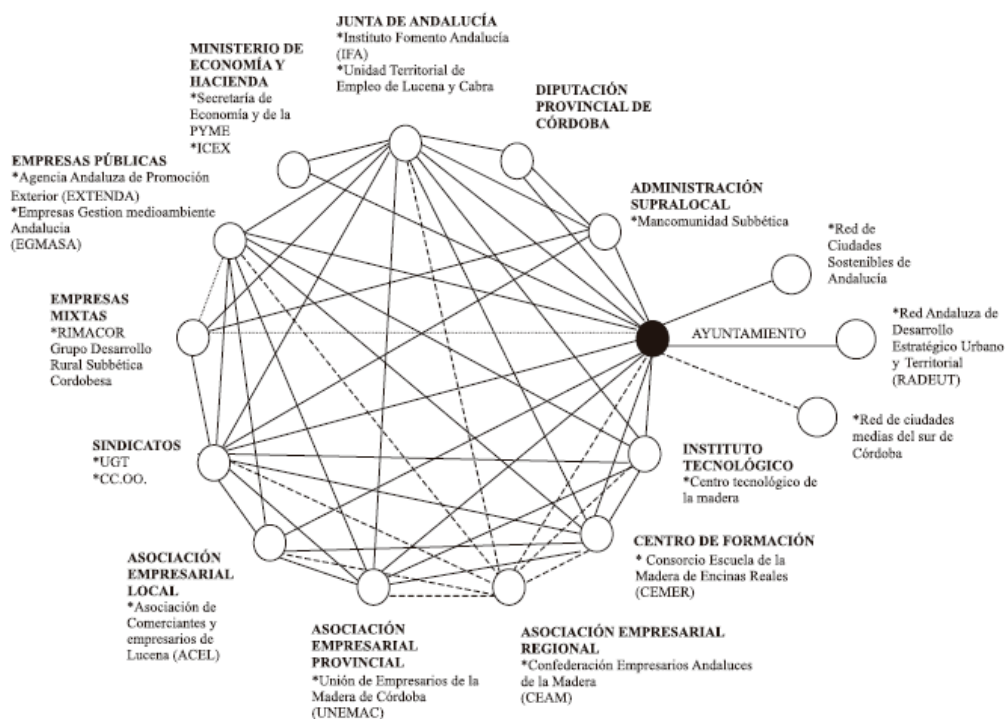 JUNTA DE ANDALUCÍA
*Instituto Fomento Andalucía
(IFA)
*Unidad Territorial de
Empleo de Lucena y Cabra
MINISTERIO DE
ECONOMÍA Y
HACIENDA
*Secretaría de
Economía y de la
PYME
*ICEX
DIPUTACIÓN
PROVINCIAL DE
CÓRDOBA
EMPRESAS PÚBLICAS
*Agencia Andaluza de Promoción
Exterior (EXTENDA)
*Empresas Gestion medioambiente
Andalucia
(EGMASA)
ADMINISTRACIÓN
SUPRALOCAL
*Mancomunidad Subbética
*Red de
Ciudades
Sostenibles de
Andalucía
EMPRESAS
MIXTAS
*RIMACOR
Grupo Desarrollo
Rural Subbética
Cordobesa
AYUNTAMIENTO
*Red Andaluza de
Desarrollo
Estratégico Urbano
y Territorial
(RADEUT)
*Red de ciudades
medias del sur de
Córdoba
SINDICATOS
*UGT
*CC.OO.
INSTITUTO
TECNOLÓGICO
*Centro tecnológico de
la madera
CENTRO DE FORMACIÓN
* Consorcio Escuela de la
Madera de Encinas Reales
(CEMER)
ASOCIACIÓN
EMPRESARIAL
LOCAL
*Asociación de
Comerciantes y
empresarios de
Lucena (ACEL)
ASOCIACIÓN
EMPRESARIAL
PROVINCIAL
*Unión de Empresarios de la
Madera de Córdoba
(UNEMAC)
ASOCIACIÓN EMPRESARIAL
REGIONAL
*Confederación Empresarios Andaluces
de la Madera
(CEAM)